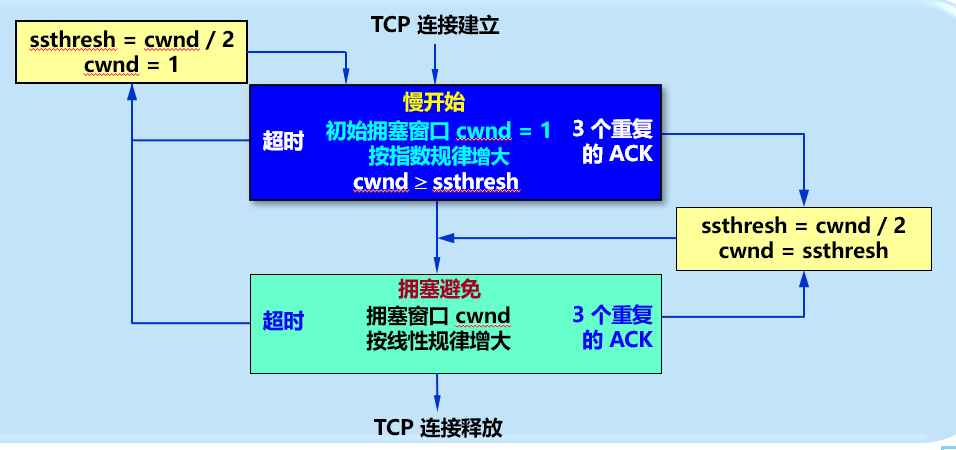 TCP 连接建立
ssthresh = cwnd / 2
cwnd = 1
慢开始
超时
初始拥塞窗口 cwnd = 1
按指数规律增大
cwnd ≥ ssthresh
3 个重复
的 ACK
ssthresh = cwnd / 2
cwnd = ssthresh
拥塞避免
超时
拥塞窗口 cwnd
按线性规律增大
3 个重复
的 ACK
TCP 连接释放